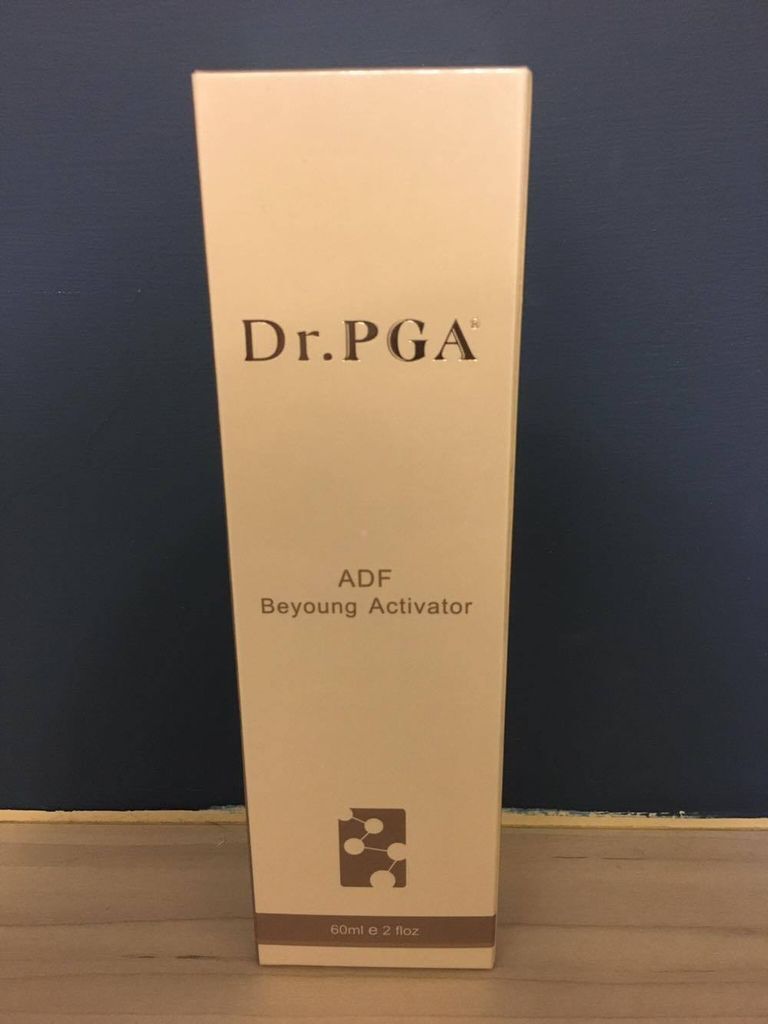 Dr.PGA®
ADF
Beyoung Activator
60ml e 2 floz